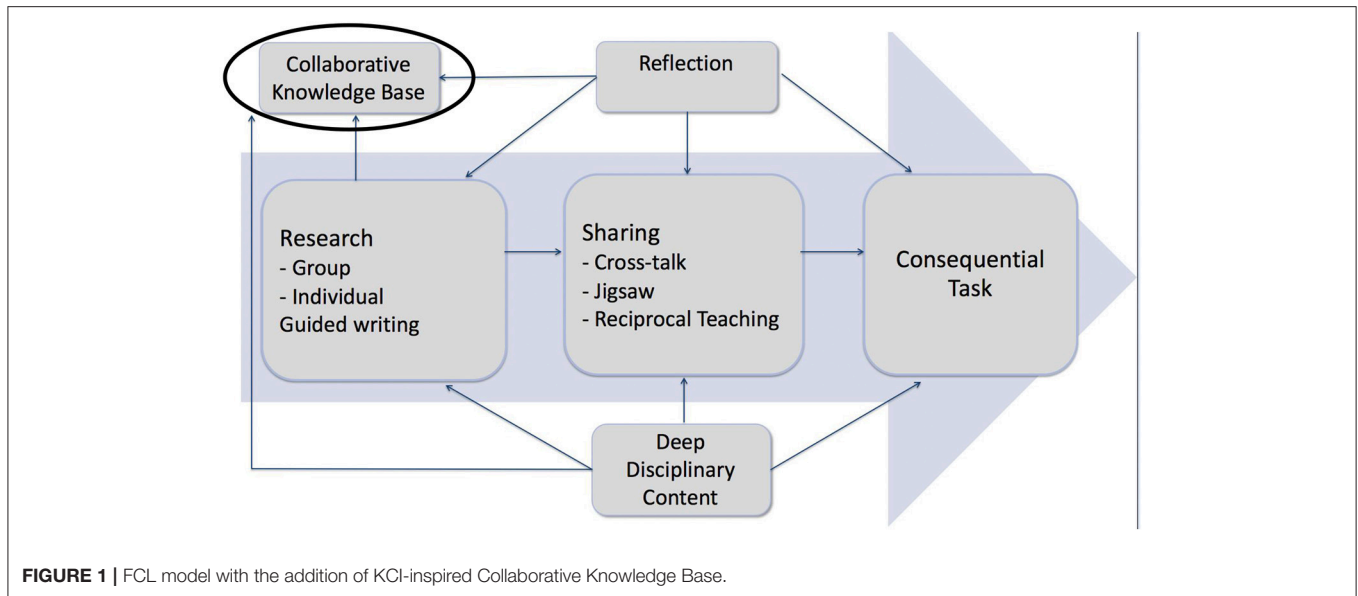 Collaborative
Knowledge Base
Reflection
Research
- Group
- Individual
Guided writing
Sharing
- Cross-talk
- Jigsaw
- Reciprocal Teaching
Consequential
Task
Deep
Disciplinary
Content
FIGURE 1 | FCL model with the addition of KCI-inspired Collaborative Knowledge Base.